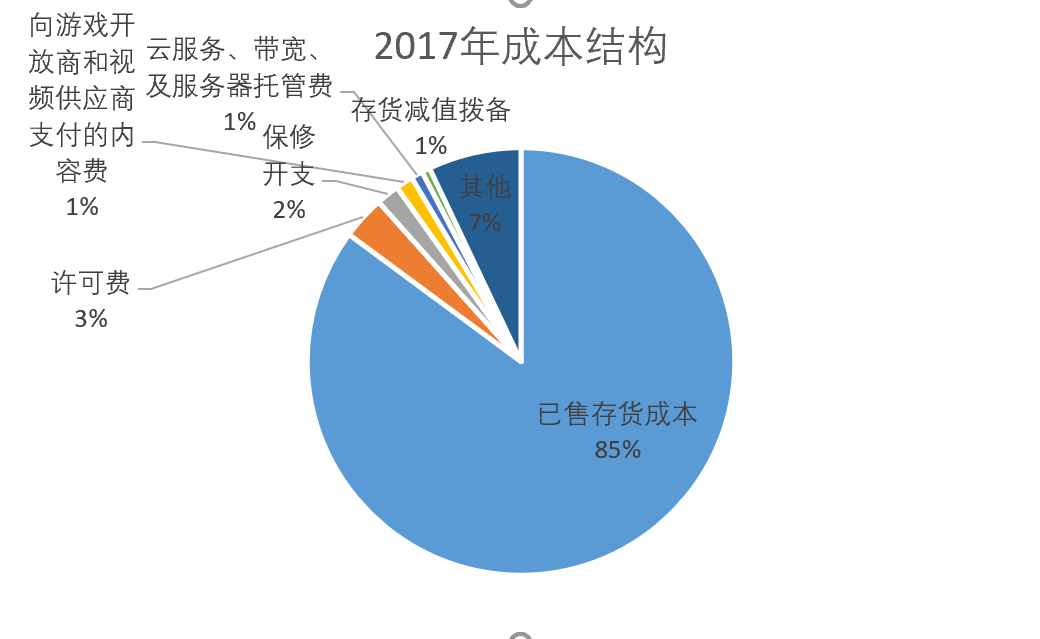 2017年成本结构
向游戏开
放商和视
频供应商
支付的内
容费
1%
云服务、带宽、
及服务器托管费
1%
存货减值拨备
1%
保修
开支
2%
其他
7%
许可费
3%
已售存货成本
85%